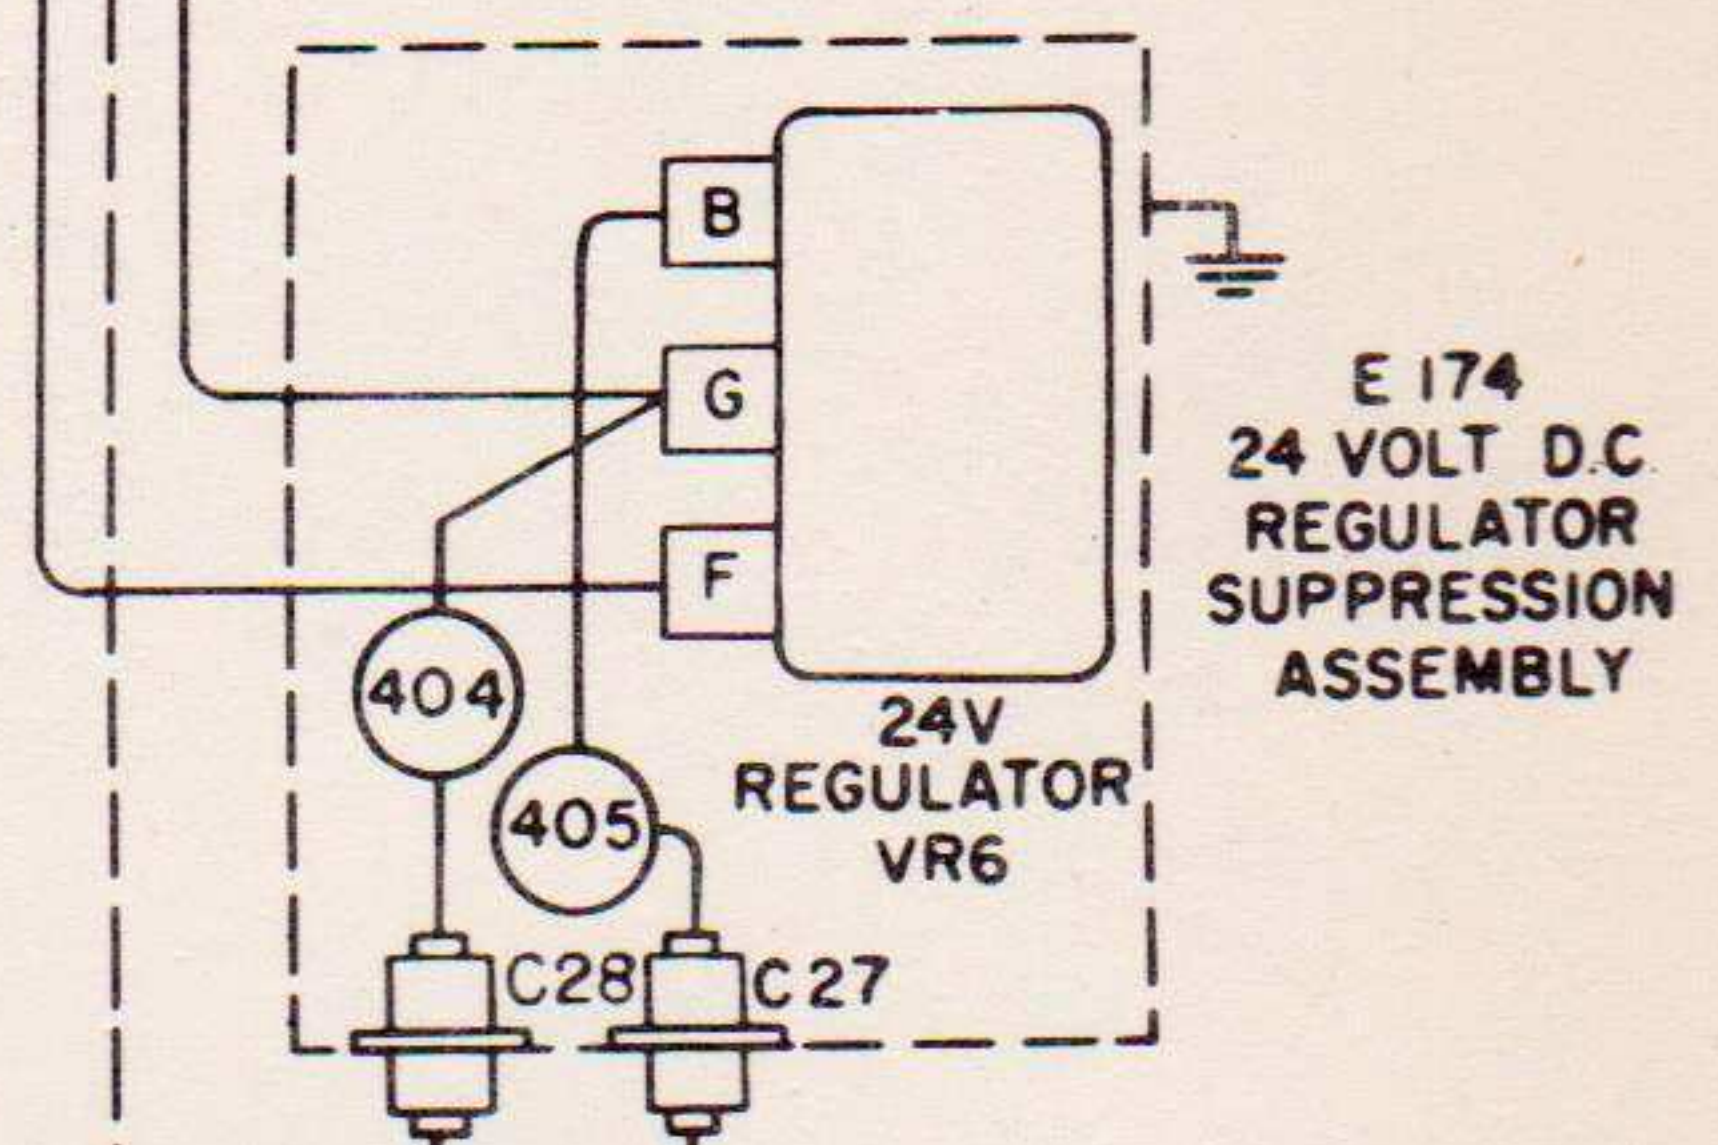 B
G
F
404
405
24V
REGULATOR
VR6
C28
C27
E 174
24 VOLT D.C.
REGULATOR
SUPPRESSION
ASSEMBLY